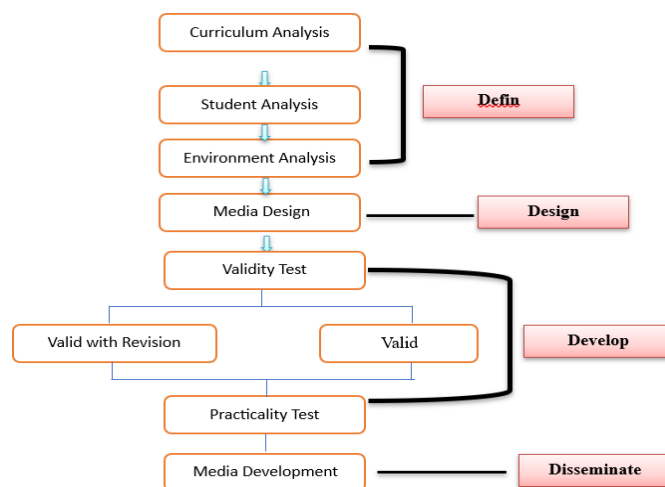 Curriculum Analysis
Student Analysis
Defin
Environment Analysis
Media Design
Design
Validity Test
Valid with Revision
Valid
Develop
Practicality Test
Media Development
Disseminate